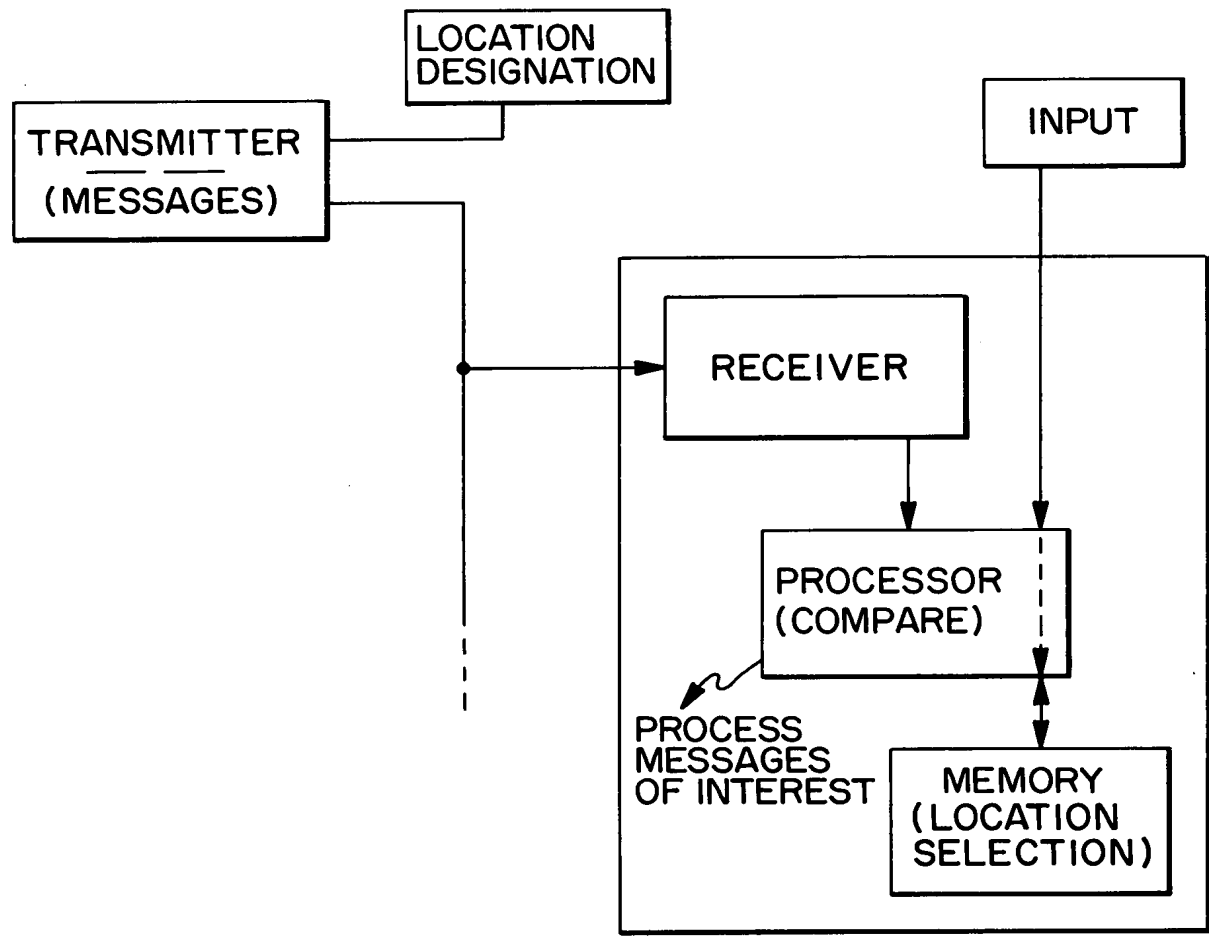 LOCATION
DESIGNATION
TRANSMITTER
(MESSAGES)
INPUT
RECEIVER
PROCESSOR
(COMPARE)
PROCESS
MESSAGES
OF INTEREST
MEMORY
(LOCATION
SELECTION)